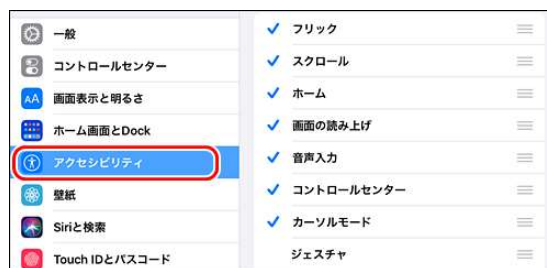 一般
コントロールセンター
AA 画面表示と明るさ
ホーム画面とDock
アクセシビリティ
壁紙
Siriと検索
Touch IDとパスコード
フリック
スクロール
ホーム
画面の読み上げ
音声入力
コントロールセンター
カーソルモード
ジェスチャ